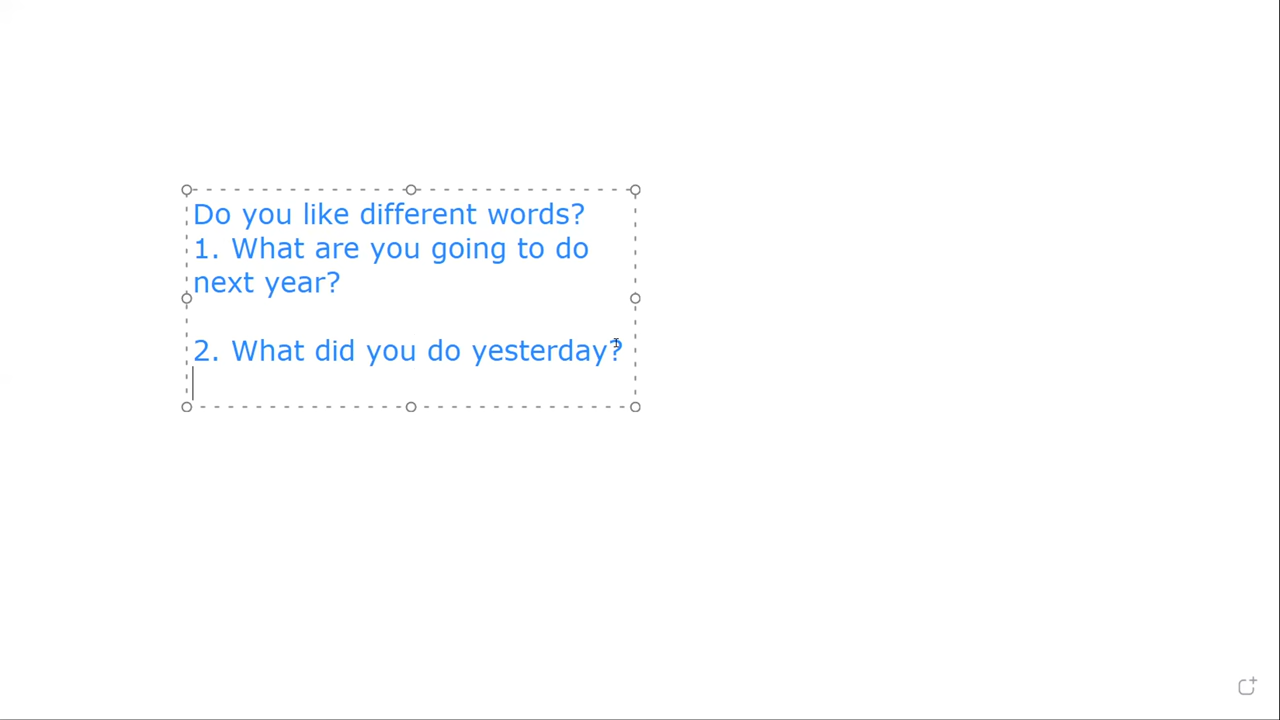 Do you like different words?
1. What are you going to do
next year?
2. What did you do yesterday?